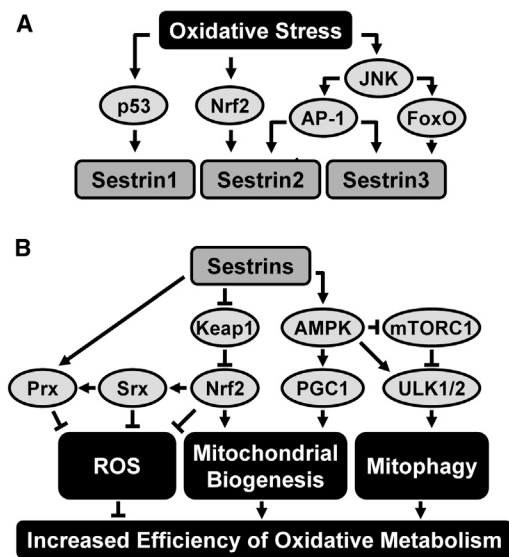 A
Oxidative Stress
JNK
p53
Nrf2
AP-1
FoxO
Sestrin1
Sestrin2
Sestrin3
B
Sestrins
Keap1
AMPK
mTORC1
Prx
Srx
Nrf2
PGC1
ULK1/2
ROS
Mitochondrial
Biogenesis
Mitophagy
Increased Efficiency of Oxidative Metabolism